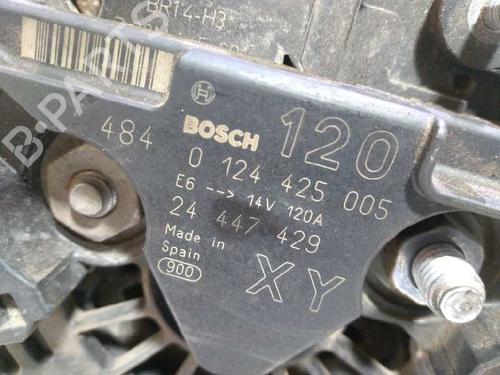 BR14-H3
B-PARTS
484
BOSCH 120
0 124 425 005
E6 --> 14V 120A
24 447 429
Made in
Spain
900
XY